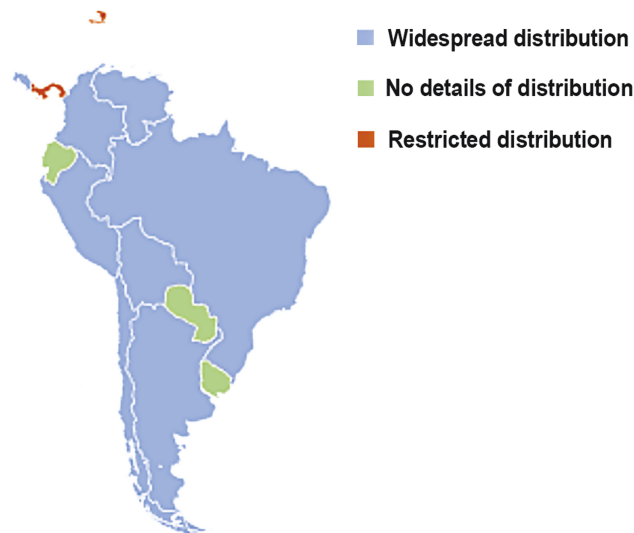 Widespread distribution
No details of distribution
Restricted distribution